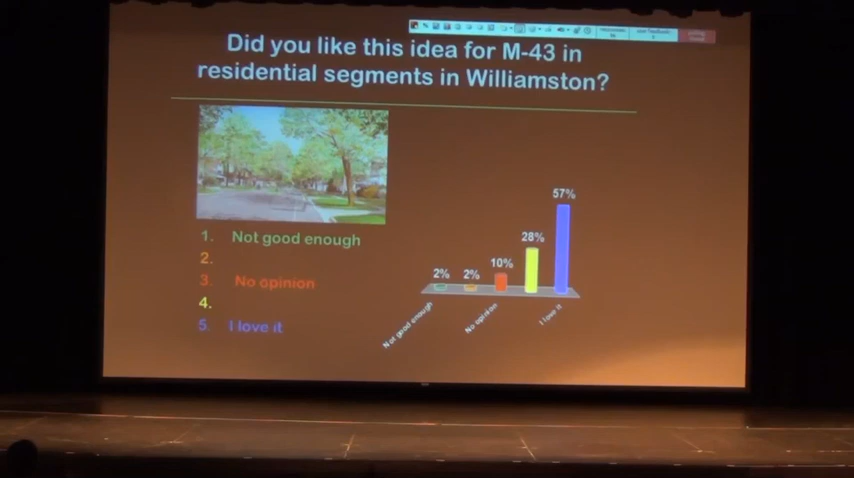 Did you like this idea for M-43 in
residential segments in Williamston?
1. Not good enough
2.
3. No opinion
4.
5. I love it
2%
2%
10%
28%
57%
Not good enough
No opinion
I love it